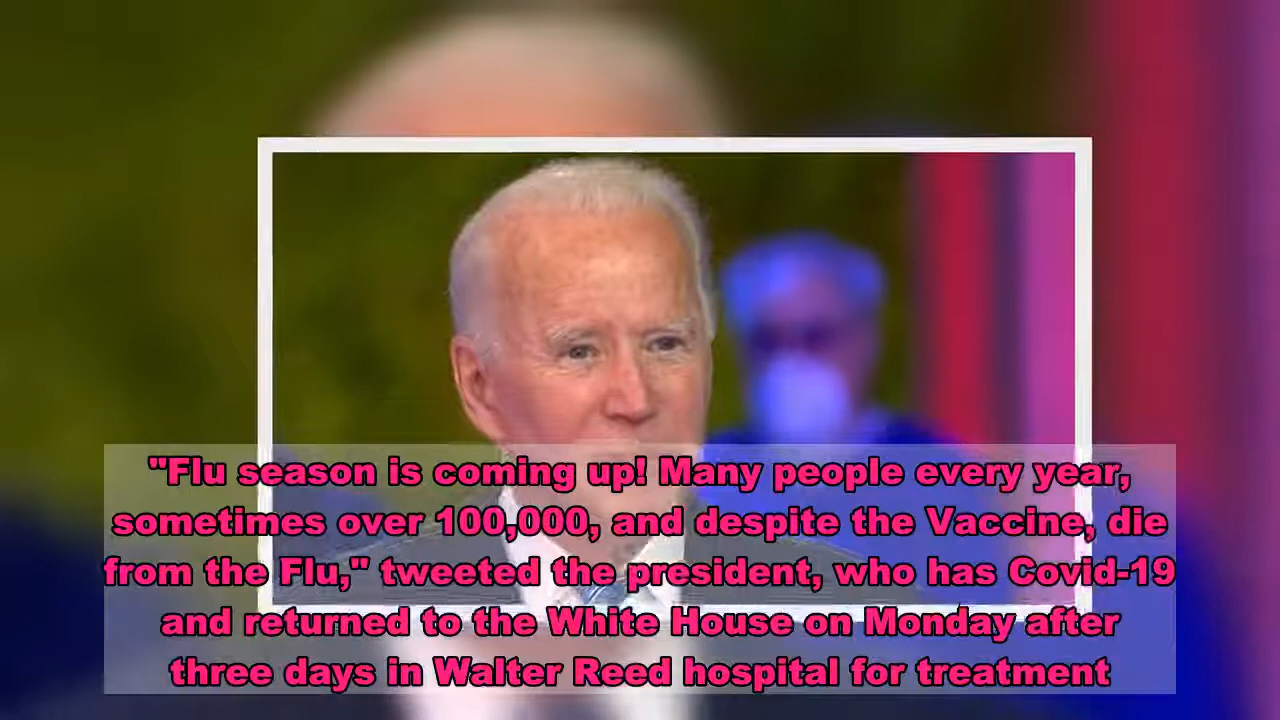 "Flu season is coming up! Many people every year,
sometimes over 100,000, and despite the Vaccine, die
from the Flu," tweeted the president, who has Covid-19
and returned to the White House on Monday after
three days in Walter Reed hospital for treatment